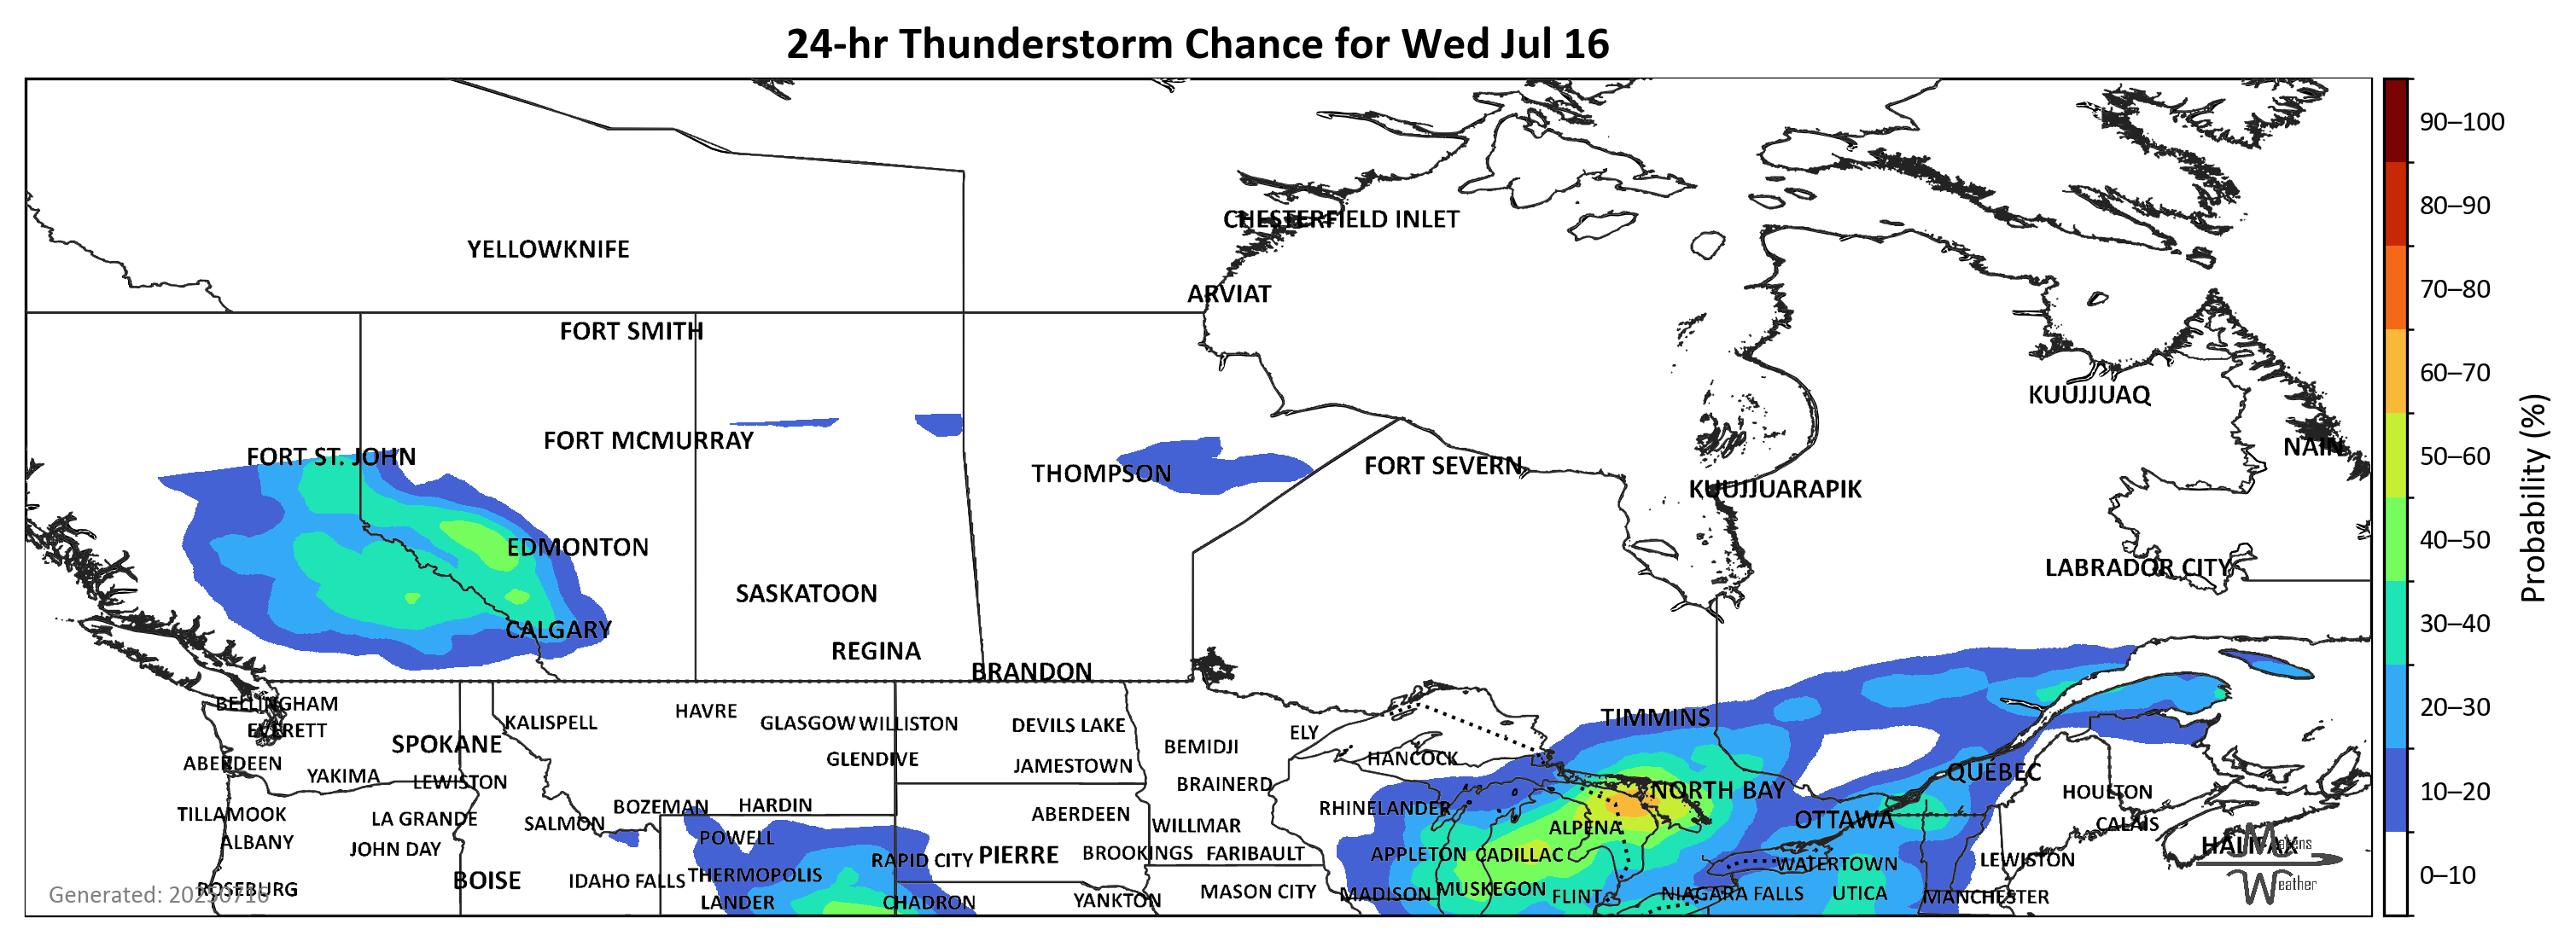 24-hr Thunderstorm Chance for Wed Jul 16
90–100
CHESTERFIELD INLET
80–90
YELLOWKNIFE
ARVIAT
70–80
FORT SMITH
60–70
KUUJJUAQ
FORT MCMURRAY
NAIN
50–60
FORT ST. JOHN
FORT SEVERN
THOMPSON
KUUJJUARAPIK
Probability (%)
40–50
EDMONTON
LABRADOR CITY
SASKATOON
30–40
CALGARY
REGINA
BRANDON
BELLINGHAM
20–30
HAVRE
TIMMINS
KALISPELL
GLASGOW WILLISTON
DEVILS LAKE
EVERETT
ELY
SPOKANE
BEMIDJI
GLENDIVE
HANCOCK
ABERDEEN
JAMESTOWN
QUÉBEC
YAKIMA
LEWISTON
BRAINERD
NORTH BAY
10–20
HOULTON
BOZEMAN
HARDIN
RHINELANDER
TILLAMOOK
ABERDEEN
LA GRANDE
OTTAWA
SALMON
WILLMAR
ALPENA
CALAIS
ALBANY
POWELL
HALIFAX
Makens
JOHN DAY
BROOKINGS
FARIBAULT
APPLETON
CADILLAC
PIERRE
RAPID CITY
LEWISTON
WATERTOWN
THERMOPOLIS
0–10
BOISE
IDAHO FALLS
Weather
ROSEBURG
MUSKEGON
Generated: 20250716
MASON CITY
MADISON
NIAGARA FALLS
UTICA
FLINT
MANCHESTER
LANDER
CHADRON
YANKTON